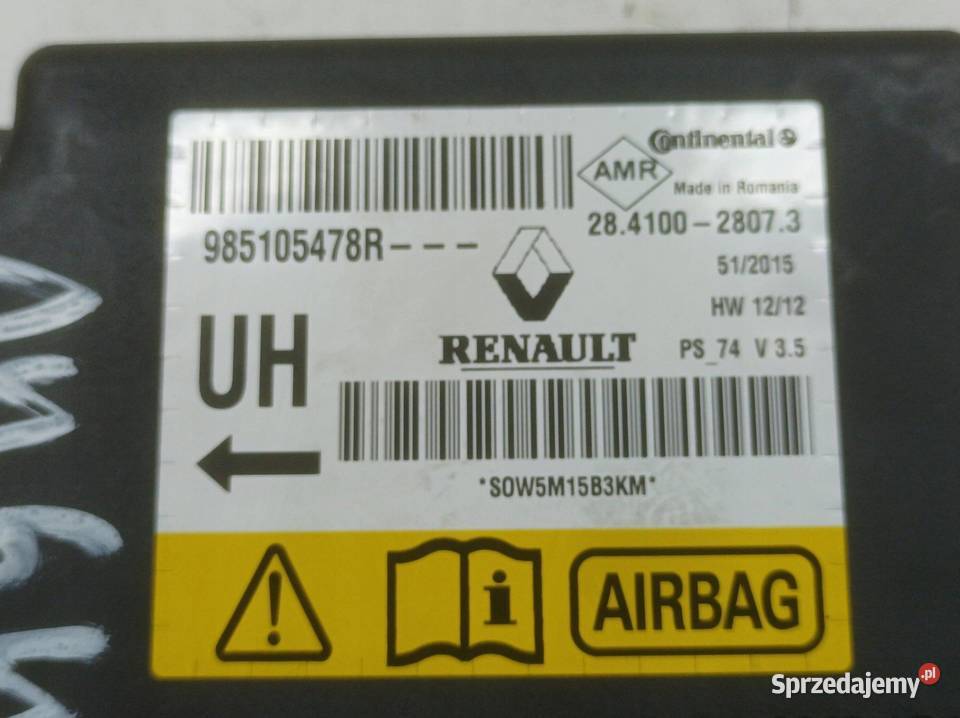 Continental
AMR
Made in Romania
985105478R---
28.4100-2807.3
51/2015
UH
HW 12/12
RENAULT
PS_74 V 3.5
*SOW5M15B3KM*
AIRBAG
Sprzedajemy.pl